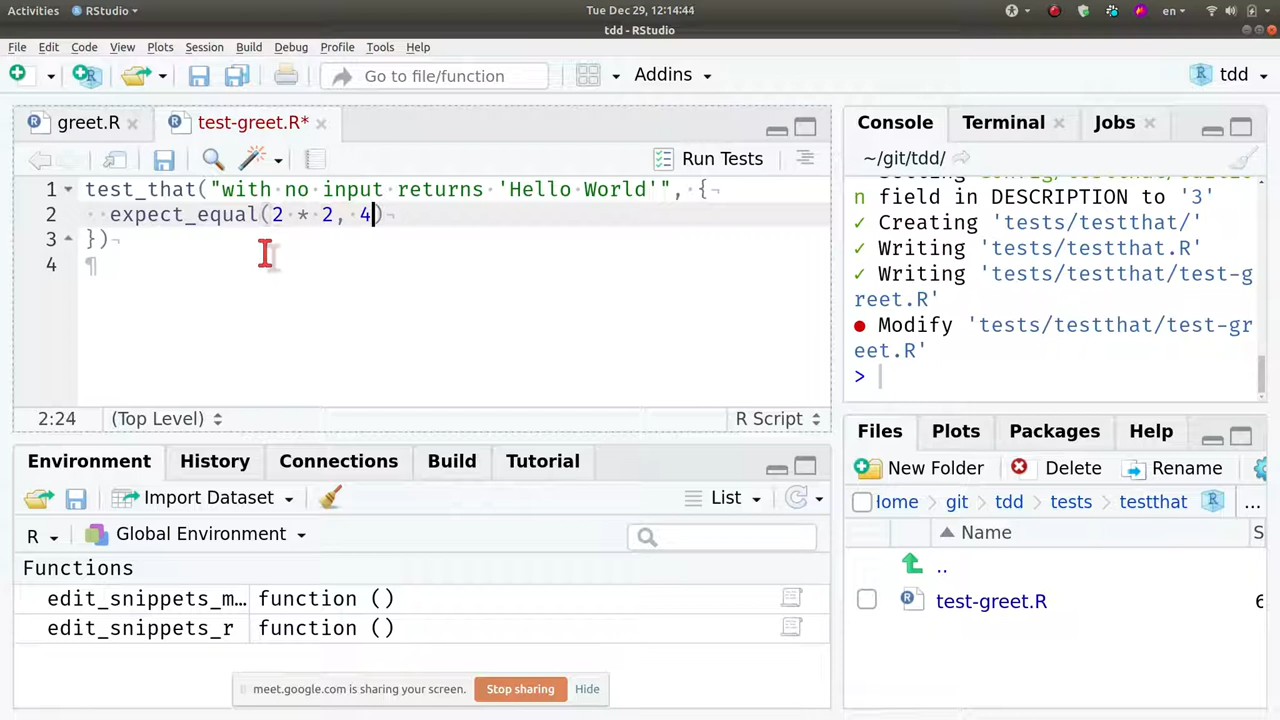 Activities RStudio Tue Dec 29, 12:14:44 en
tdd - RStudio
File Edit Code View Plots Session Build Debug Profile Tools Help
Go to file/function Addins tdd
greet.R test-greet.R*
Run Tests
1 test_that("with no input returns 'Hello World'", {
2 expect_equal(2 * 2, 4)
3 })
4
2:24 (Top Level) R Script
Environment History Connections Build Tutorial
Import Dataset List
R Global Environment
Functions
edit_snippets_m… function ()
edit_snippets_r function ()
meet.google.com is sharing your screen. Stop sharing Hide
Console Terminal Jobs
~/git/tdd/
n field in DESCRIPTION to '3'
✓ Creating 'tests/testthat/'
✓ Writing 'tests/testthat.R'
✓ Writing 'tests/testthat/test-g
reet.R'
● Modify 'tests/testthat/test-gr
eet.R'
>
Files Plots Packages Help
New Folder Delete Rename
Home git tdd tests testthat ...
Name S
..
test-greet.R 6